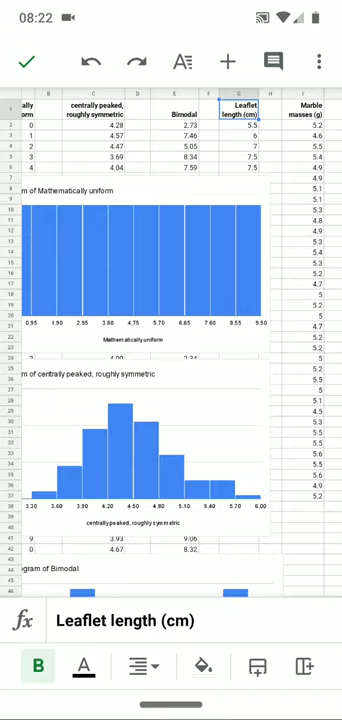 08:22
B C D E F G H I
1 ally orm centrally peaked, roughly symmetric Bimodal Leaflet length (cm) Marble masses (g)
2 0 4.28 2.73 5.5 5.2
3 1 4.57 7.46 6 4.6
4 2 4.47 5.05 7 5.5
5 3 3.69 8.34 7.5 5.4
6 4 4.04 7.59 7.5 4.9
7 4.9
8 m of Mathematically uniform 5.1
9 5.1
10 5.3
11 4.8
12 4.9
13 5.3
14 5.4
15 5.3
16 5.2
17 4.7
18 5
19 5.2
20 5
0.95 1.90 2.85 3.80 4.75 5.70 6.65 7.60 8.55 9.50
21 4.7
22 5.2
Mathematically uniform
23 5.2
24 2 4.00 2.34 5
25 5.2
m of centrally peaked, roughly symmetric
26 5.5
27 5
28 5.1
29 4.5
30 5.3
31 5.5
32 5.5
33 5.6
34 5.5
35 5.6
36 4.9
37 5.2
38 3.30 3.60 3.90 4.20 4.50 4.80 5.10 5.40 5.70 6.00
39
40 centrally peaked, roughly symmetric
41 9 3.93 9.06
42 0 4.67 8.32
43
44 ogram of Bimodal
45
46
fx Leaflet length (cm)
B A